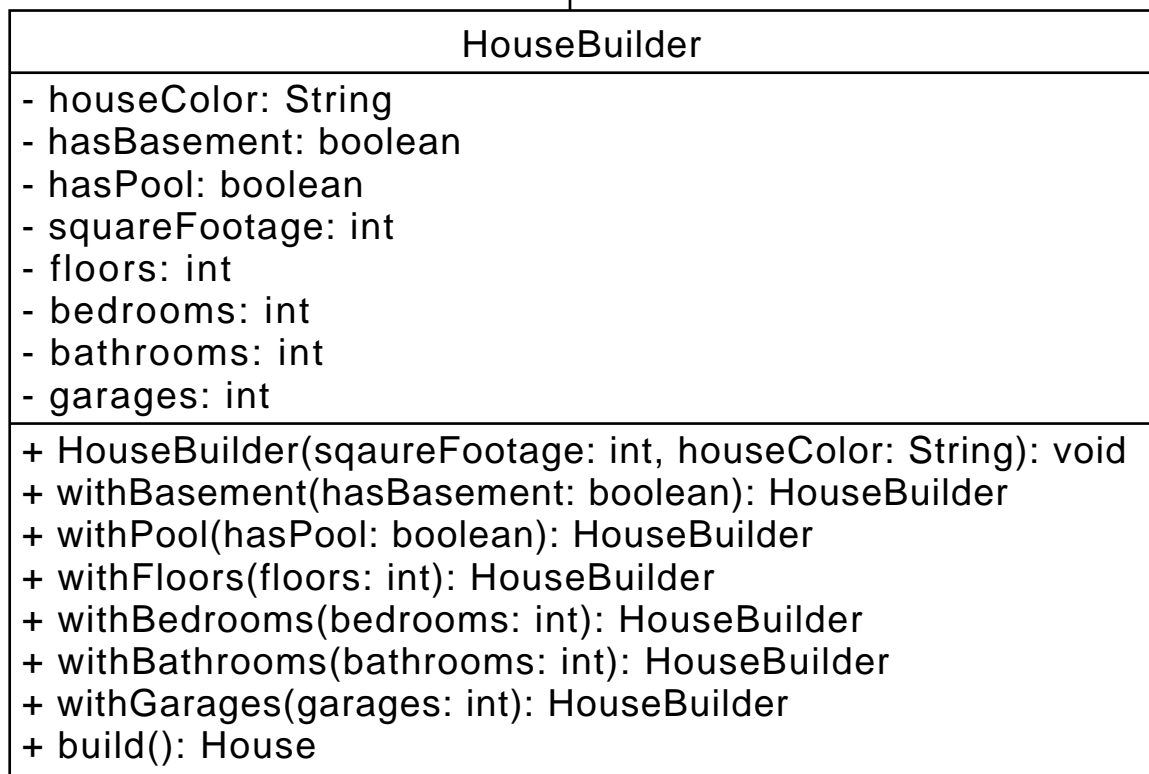 HouseBuilder
- houseColor: String
- hasBasement: boolean
- hasPool: boolean
- squareFootage: int
- floors: int
- bedrooms: int
- bathrooms: int
- garages: int
+ HouseBuilder(sqaureFootage: int, houseColor: String): void
+ withBasement(hasBasement: boolean): HouseBuilder
+ withPool(hasPool: boolean): HouseBuilder
+ withFloors(floors: int): HouseBuilder
+ withBedrooms(bedrooms: int): HouseBuilder
+ withBathrooms(bathrooms: int): HouseBuilder
+ withGarages(garages: int): HouseBuilder
+ build(): House